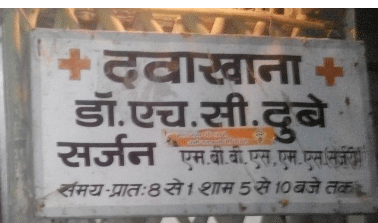 दवाखाना
डॉ.एच.सी.दुबे
सर्जन एम.बी.बी.एस.एम.एस.(सर्जरी)
समय-प्रातः 8 से 1 शाम 5 से 10 बजे तक